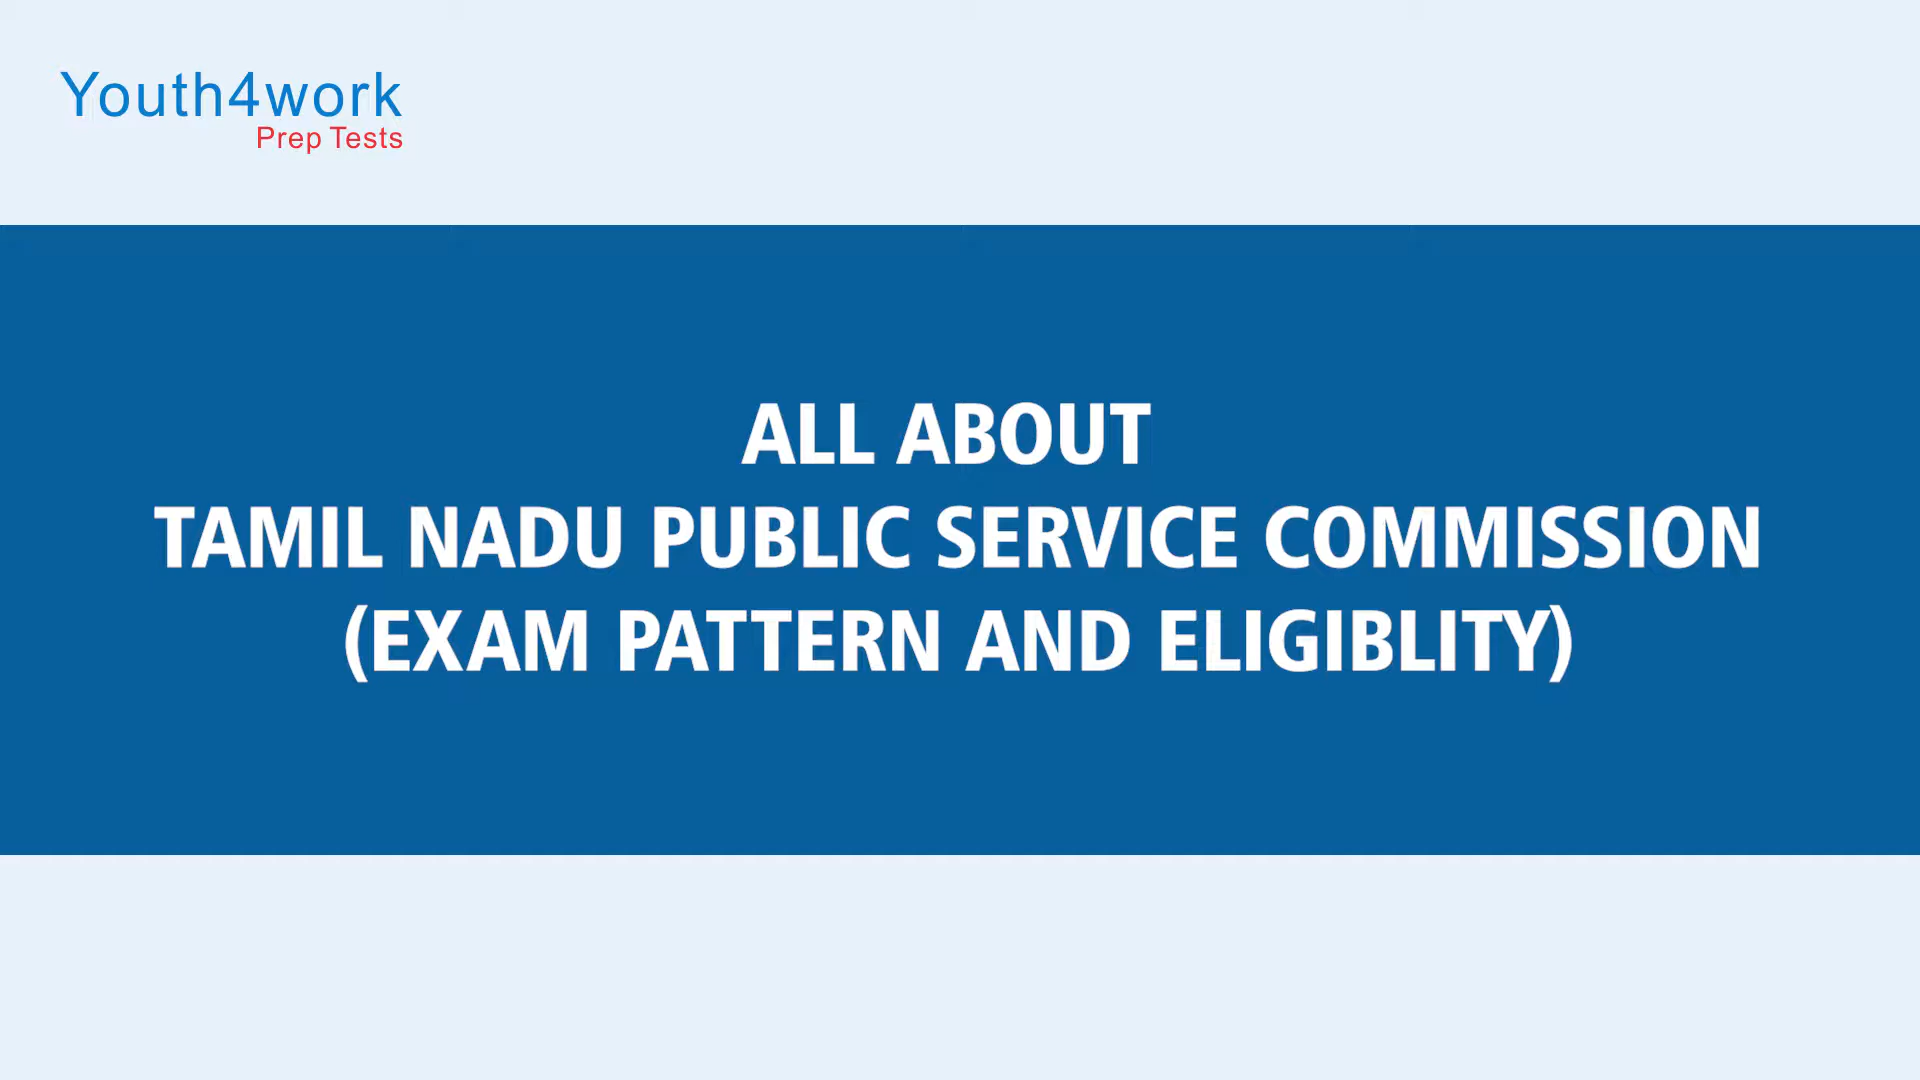 Youth4work
Prep Tests
ALL ABOUT
TAMIL NADU PUBLIC SERVICE COMMISSION
(EXAM PATTERN AND ELIGIBLITY)